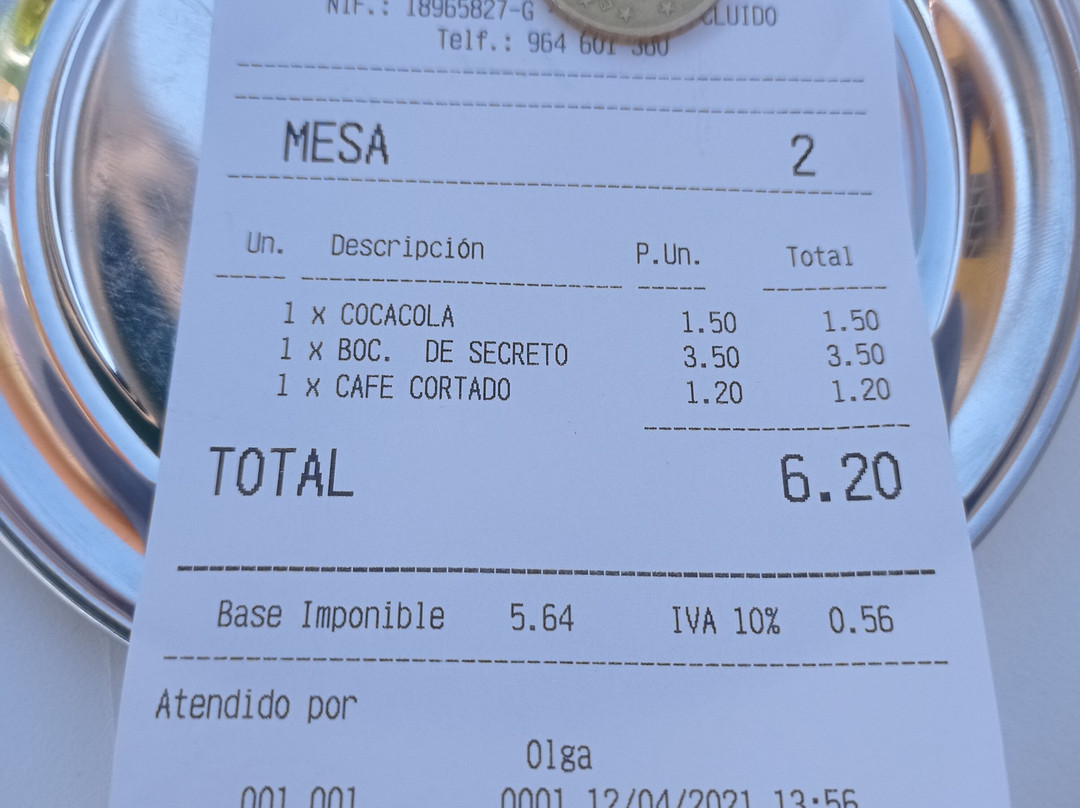 NIF.: 18965827-G CLUIDO
Telf.: 964 601 360
MESA 2
Un. Descripción P.Un. Total
1 x COCACOLA 1.50 1.50
1 x BOC. DE SECRETO 3.50 3.50
1 x CAFE CORTADO 1.20 1.20
TOTAL 6.20
Base Imponible 5.64 IVA 10% 0.56
Atendido por
Olga
001 001 0001 12/04/2021 13:56